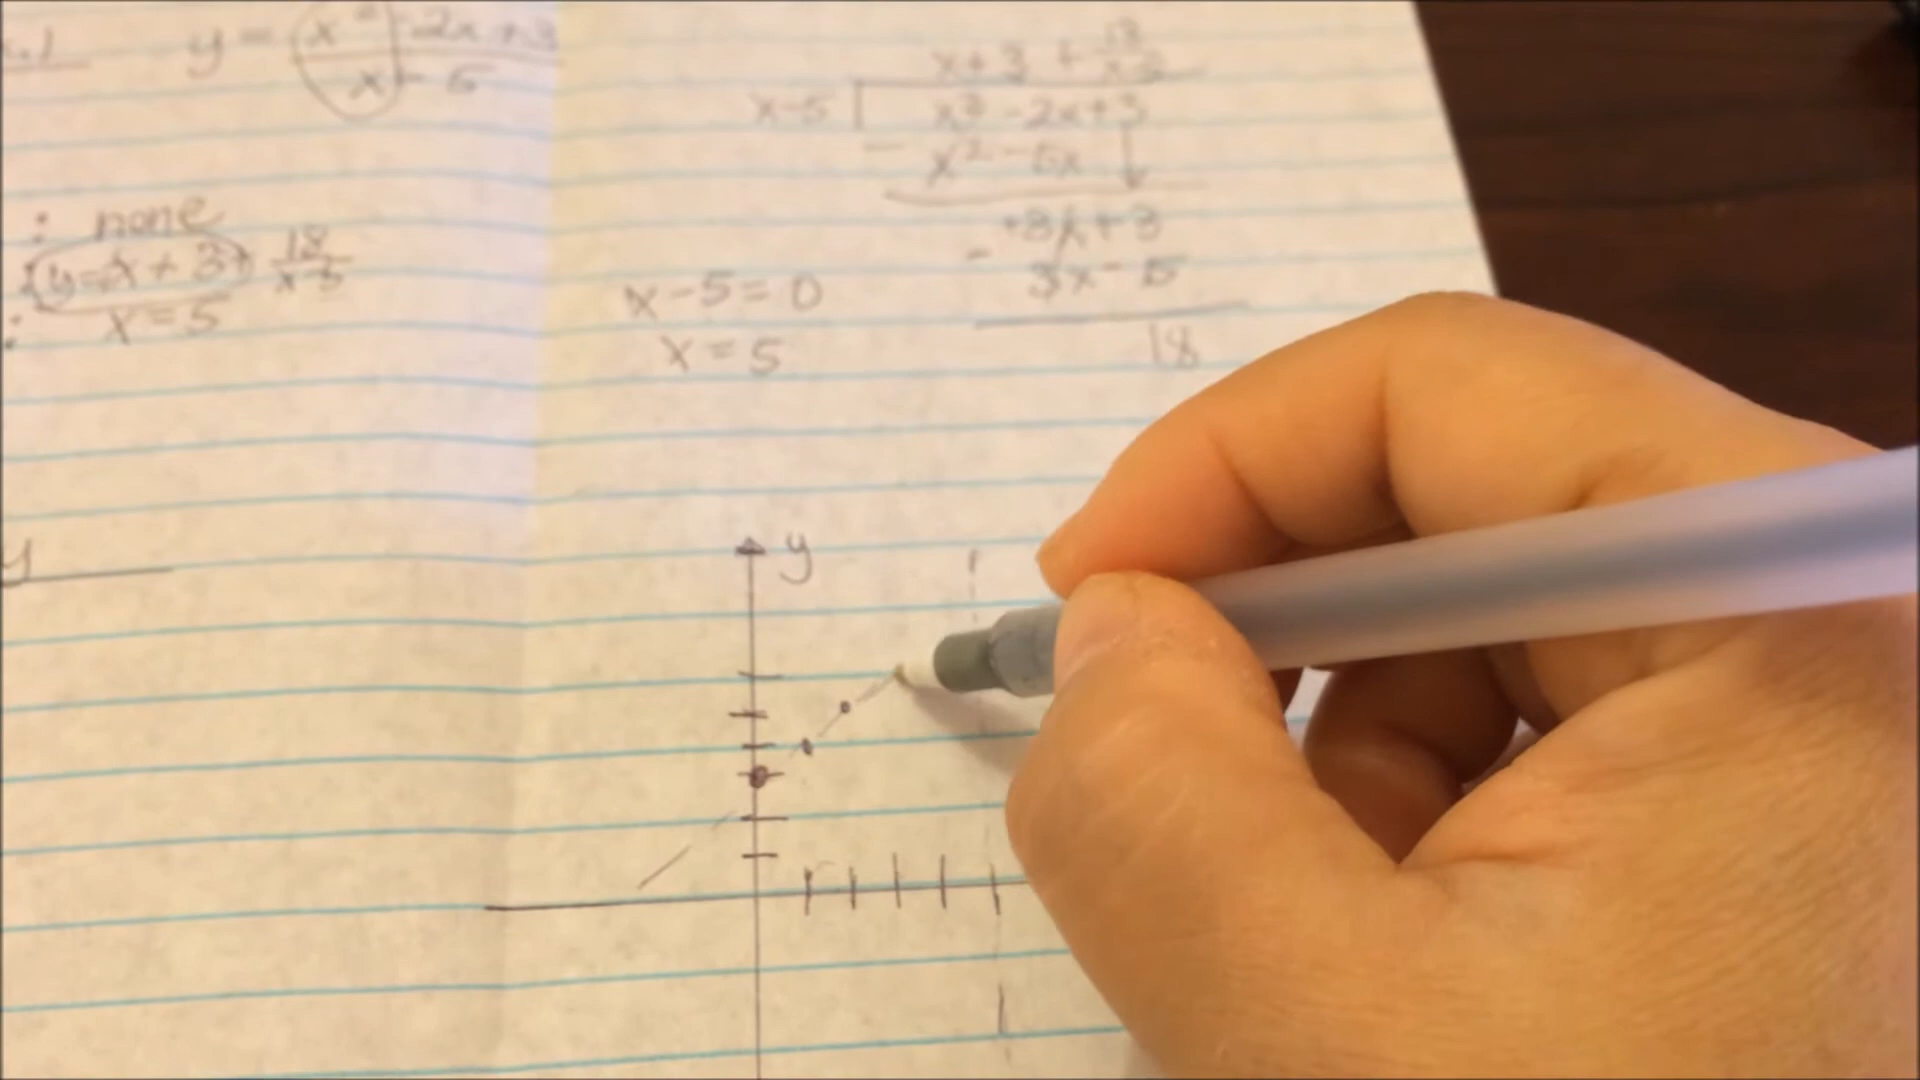 .1 y = x² - 2x + 3
x - 5
x + 3 + 18
x-5
x-5 x² - 2x + 3
- x² - 5x
+3x + 3
- 3x - 15
18
: none
: y = x + 3 + 18
x-5
: x = 5
x - 5 = 0
x = 5
y
y